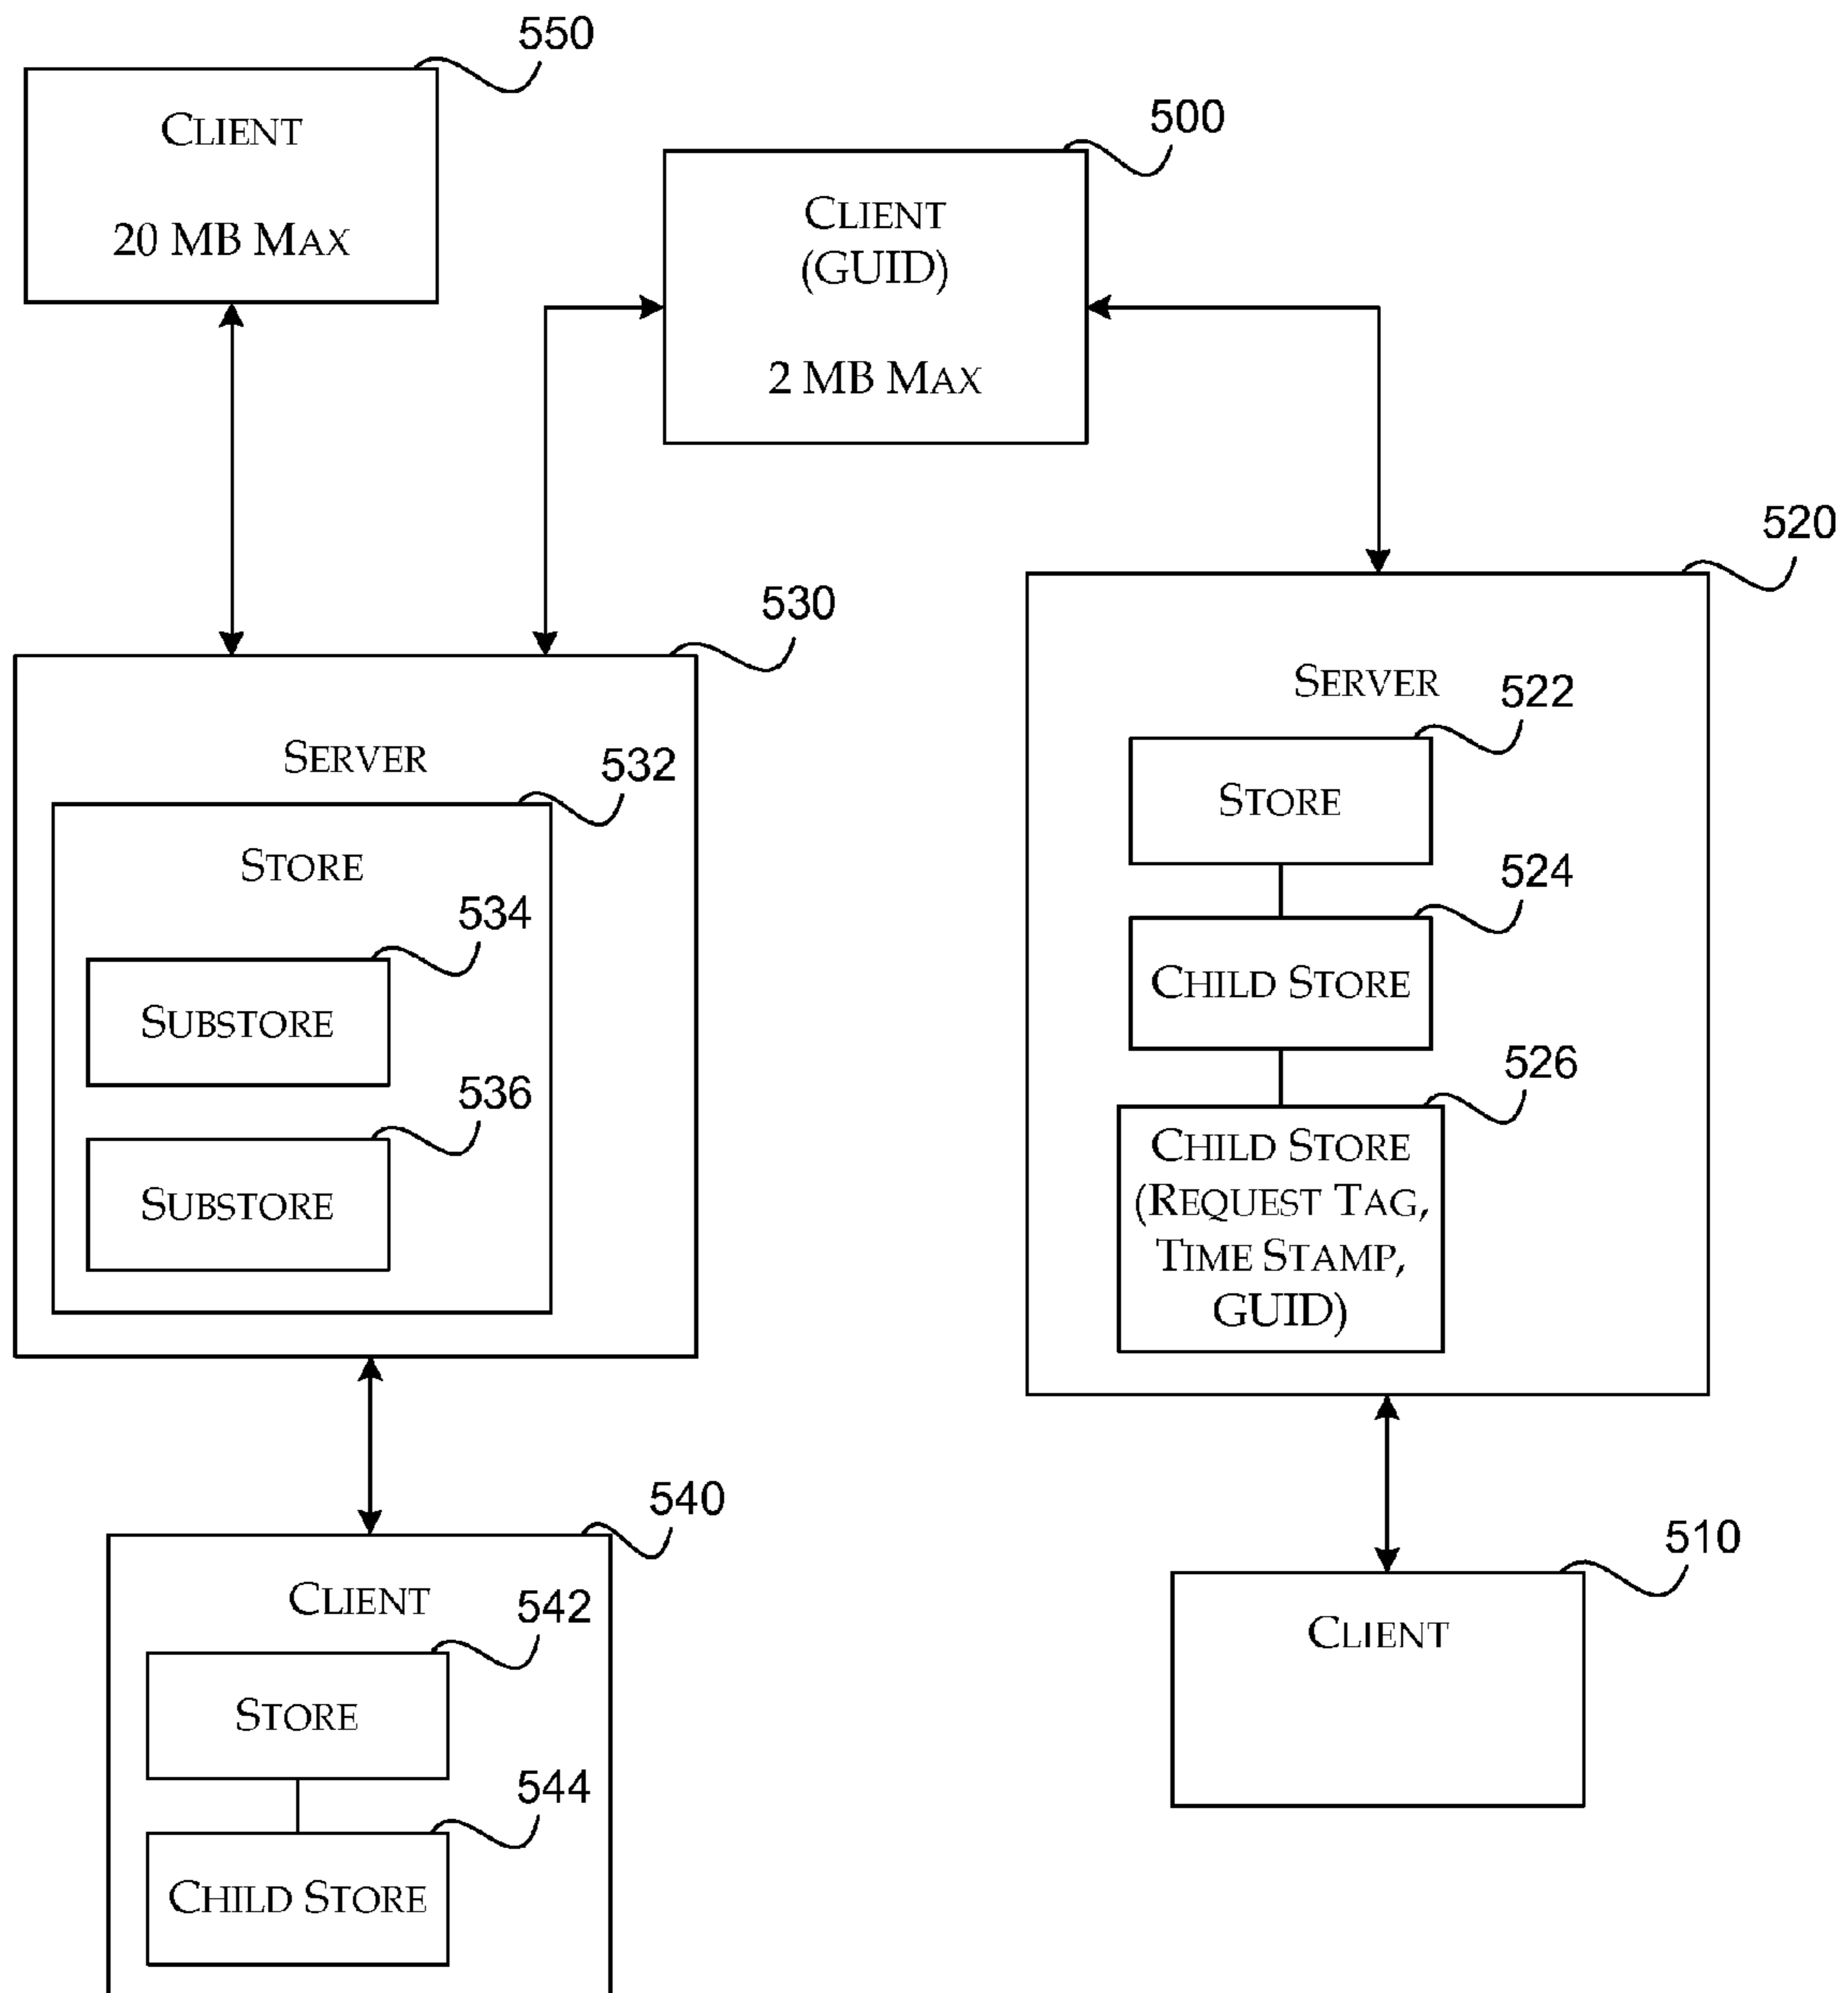 550
CLIENT
20 MB MAX
500
CLIENT
(GUID)
2 MB MAX
530
SERVER
532
STORE
534
SUBSTORE
536
SUBSTORE
520
SERVER
522
STORE
524
CHILD STORE
526
CHILD STORE
(REQUEST TAG,
TIME STAMP,
GUID)
540
CLIENT
542
STORE
544
CHILD STORE
510
CLIENT